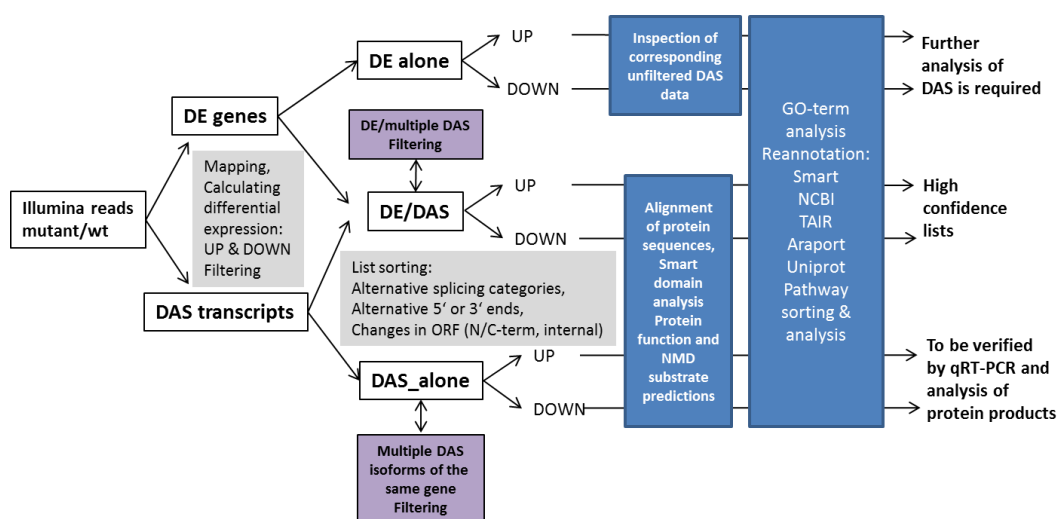 Illumina reads
mutant/wt
DE genes
Mapping,
Calculating
differential
expression:
UP & DOWN
Filtering
DAS transcripts
DE alone
UP
DOWN
DE/multiple DAS
Filtering
DE/DAS
UP
DOWN
List sorting:
Alternative splicing categories,
Alternative 5‘ or 3‘ ends,
Changes in ORF (N/C-term, internal)
DAS_alone
UP
DOWN
Multiple DAS
isoforms of the
same gene
Filtering
Inspection of
corresponding
unfiltered DAS
data
Alignment
of protein
sequences,
Smart
domain
analysis
Protein
function and
NMD
substrate
predictions
GO-term
analysis
Reannotation:
Smart
NCBI
TAIR
Araport
Uniprot
Pathway
sorting &
analysis
Further
analysis of
DAS is required
High
confidence
lists
To be verified
by qRT-PCR and
analysis of
protein products